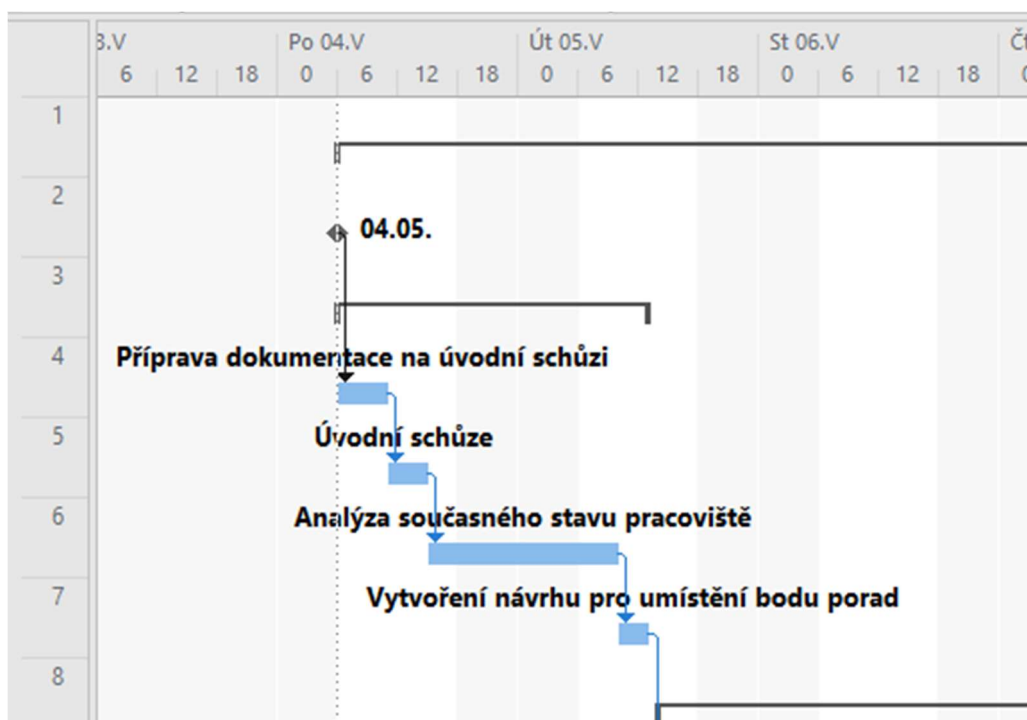 3.V Po 04.V Út 05.V St 06.V
6 12 18 0 6 12 18 0 6 12 18 0 6 12 18
1
2
04.05.
3
4 Příprava dokumentace na úvodní schůzi
5 Úvodní schůze
6 Analýza současného stavu pracoviště
7 Vytvoření návrhu pro umístění bodu porad
8